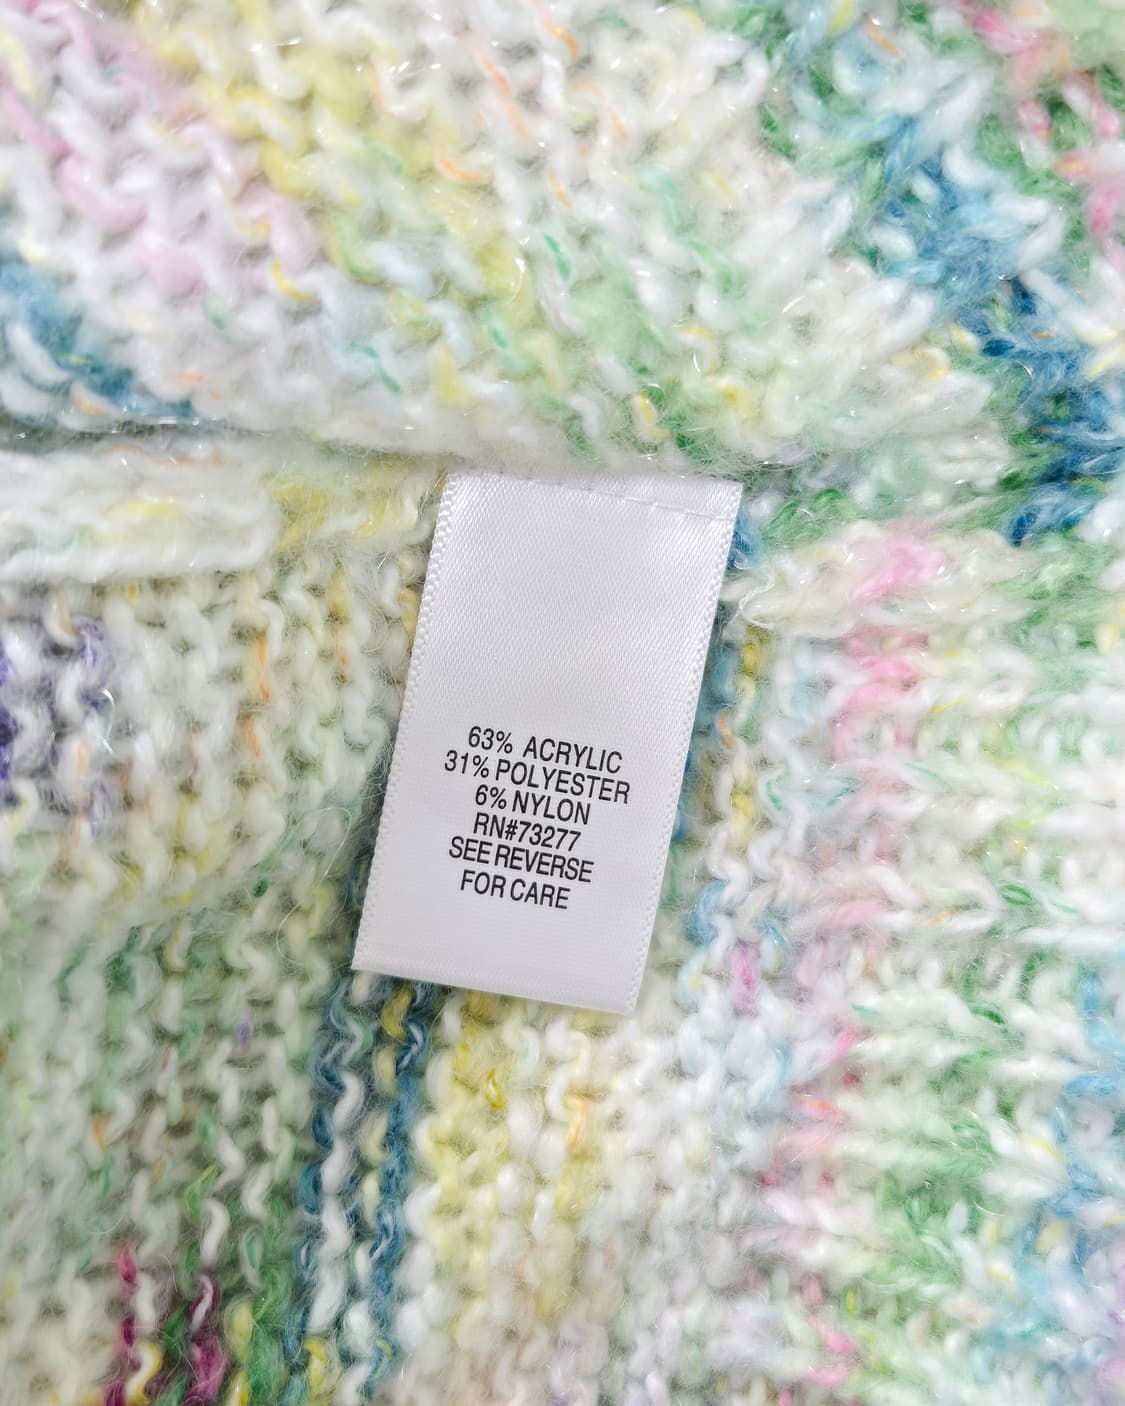 63% ACRYLIC
31% POLYESTER
6% NYLON
RN#73277
SEE REVERSE
FOR CARE